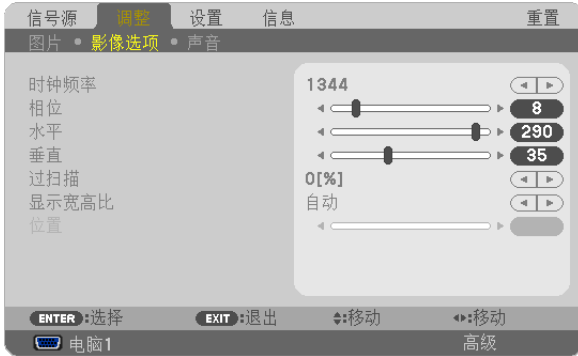 信号源 调整 设置 信息 重置
图片 • 影像选项 • 声音
时钟频率 1344
相位 8
水平 290
垂直 35
过扫描 0[%]
显示宽高比 自动
位置
ENTER:选择 EXIT:退出 :移动 :移动
电脑1 高级